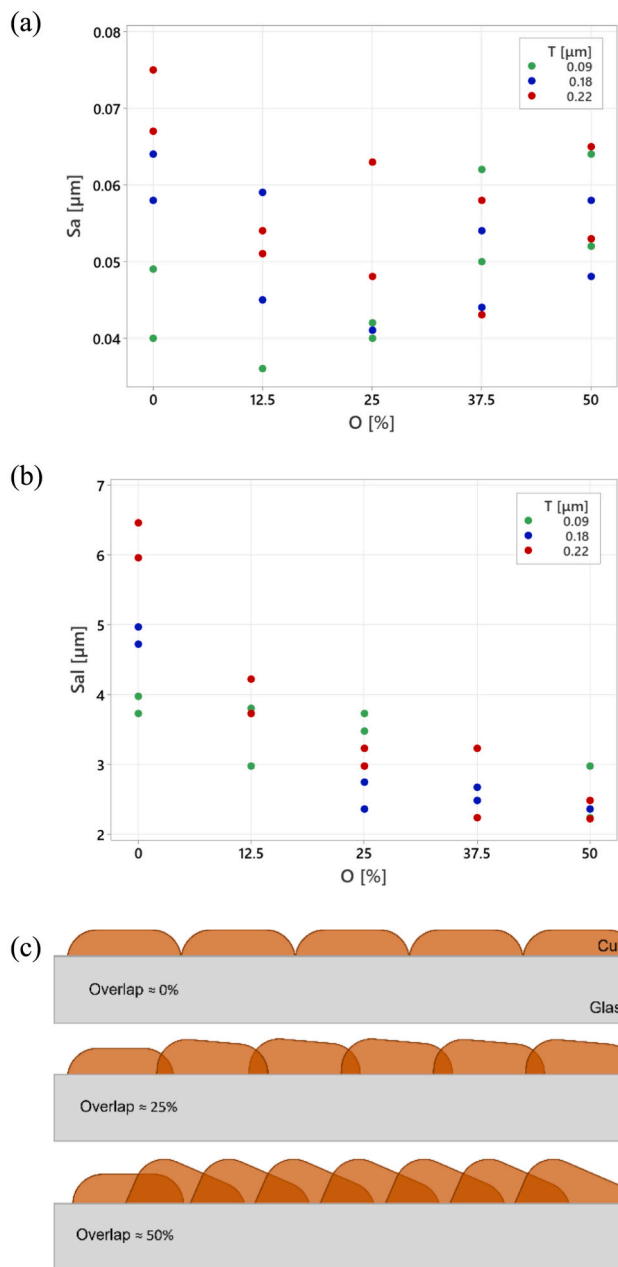 (a)
0.08
0.07
0.06
0.05
0.04
Sa [µm]
T [µm]
0.09
0.18
0.22
0 12.5 25 37.5 50
O [%]
(b)
7
6
5
4
3
2
Sal [µm]
T [µm]
0.09
0.18
0.22
0 12.5 25 37.5 50
O [%]
(c)
Cu
Overlap ≈ 0%
Glas
Overlap ≈ 25%
Overlap ≈ 50%